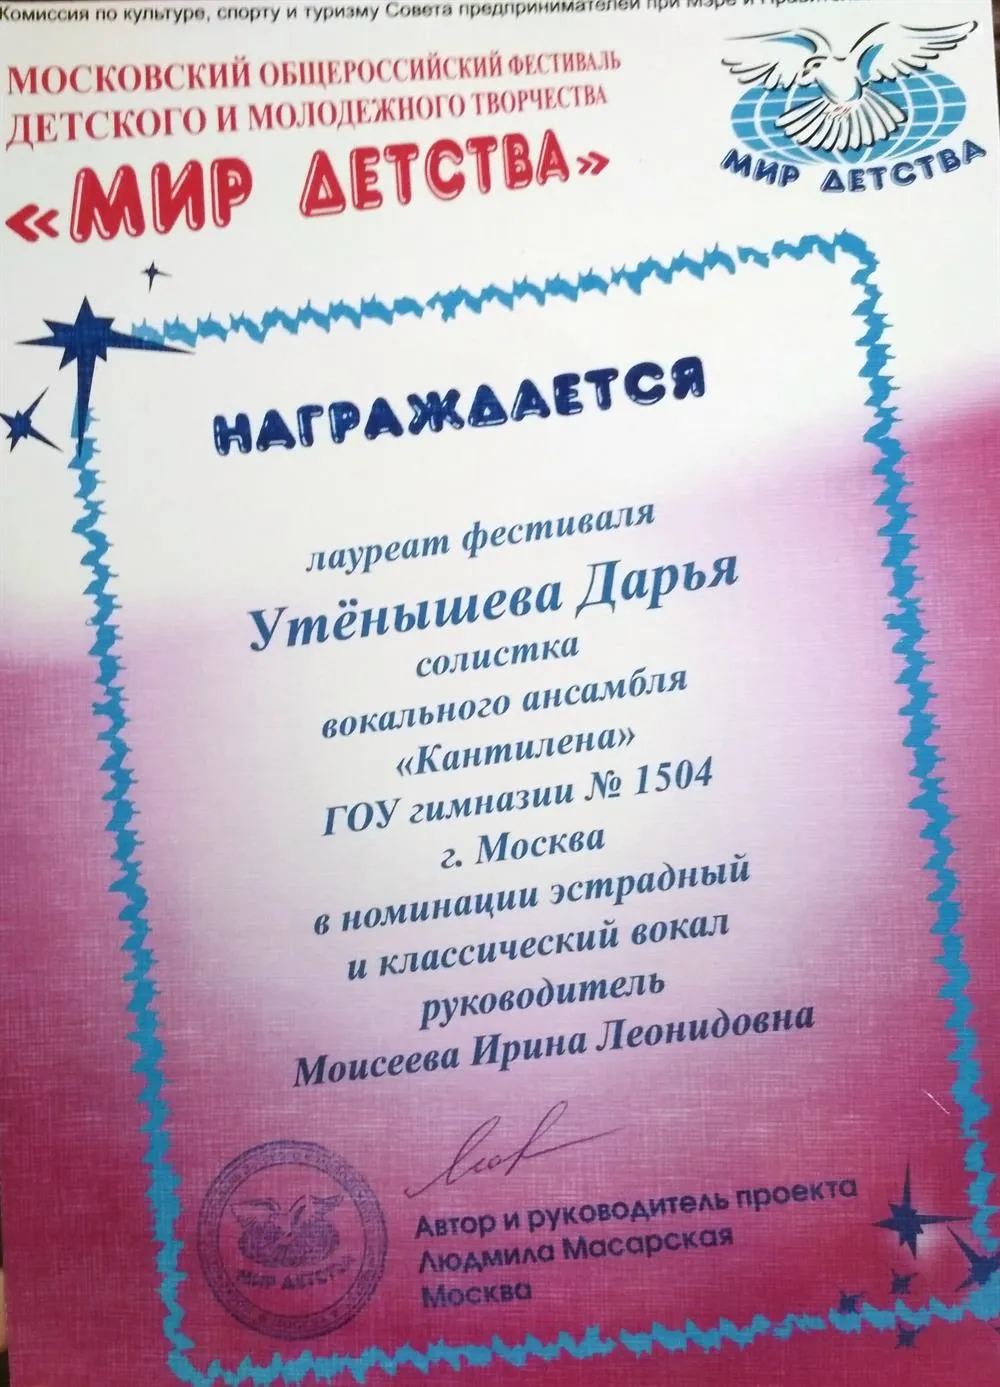 Комиссия по культуре, спорту и туризму Совета предпринимателей при Мэре и
МОСКОВСКИЙ ОБЩЕРОССИЙСКИЙ ФЕСТИВАЛЬ
ДЕТСКОГО И МОЛОДЕЖНОГО ТВОРЧЕСТВА
«МИР ДЕТСТВА»
МИР ДЕТСТВА
НАГРАЖДАЕТСЯ
лауреат фестиваля
Утёнышева Дарья
солистка
вокального ансамбля
«Кантилена»
ГОУ гимназии № 1504
г. Москва
в номинации эстрадный
и классический вокал
руководитель
Моисеева Ирина Леонидовна
Автор и руководитель проекта
Людмила Масарская
Москва
МИР ДЕТСТВА